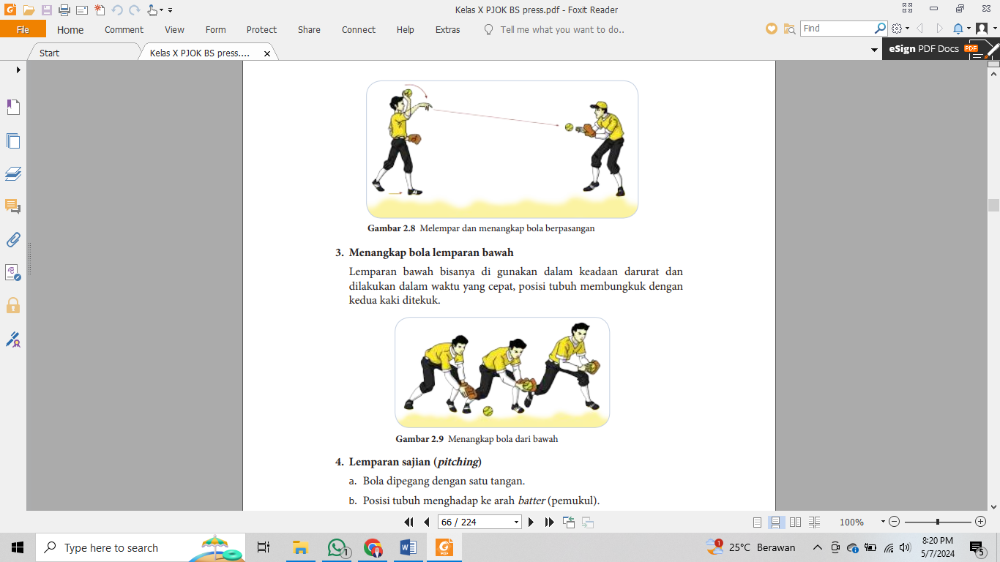 Kelas X PJOK BS press.pdf - Foxit Reader
File Home Comment View Form Protect Share Connect Help Extras Tell me what you want to do.. Find
Start Kelas X PJOK BS press.... eSign PDF Docs PDF
Gambar 2.8 Melempar dan menangkap bola berpasangan
3. Menangkap bola lemparan bawah
Lemparan bawah bisanya di gunakan dalam keadaan darurat dan
dilakukan dalam waktu yang cepat, posisi tubuh membungkuk dengan
kedua kaki ditekuk.
Gambar 2.9 Menangkap bola dari bawah
4. Lemparan sajian (pitching)
a. Bola dipegang dengan satu tangan.
b. Posisi tubuh menghadap ke arah batter (pemukul).
66 / 224 100%
Type here to search 1 W PDF 1 25°C Berawan 8:20 PM 5
5/7/2024